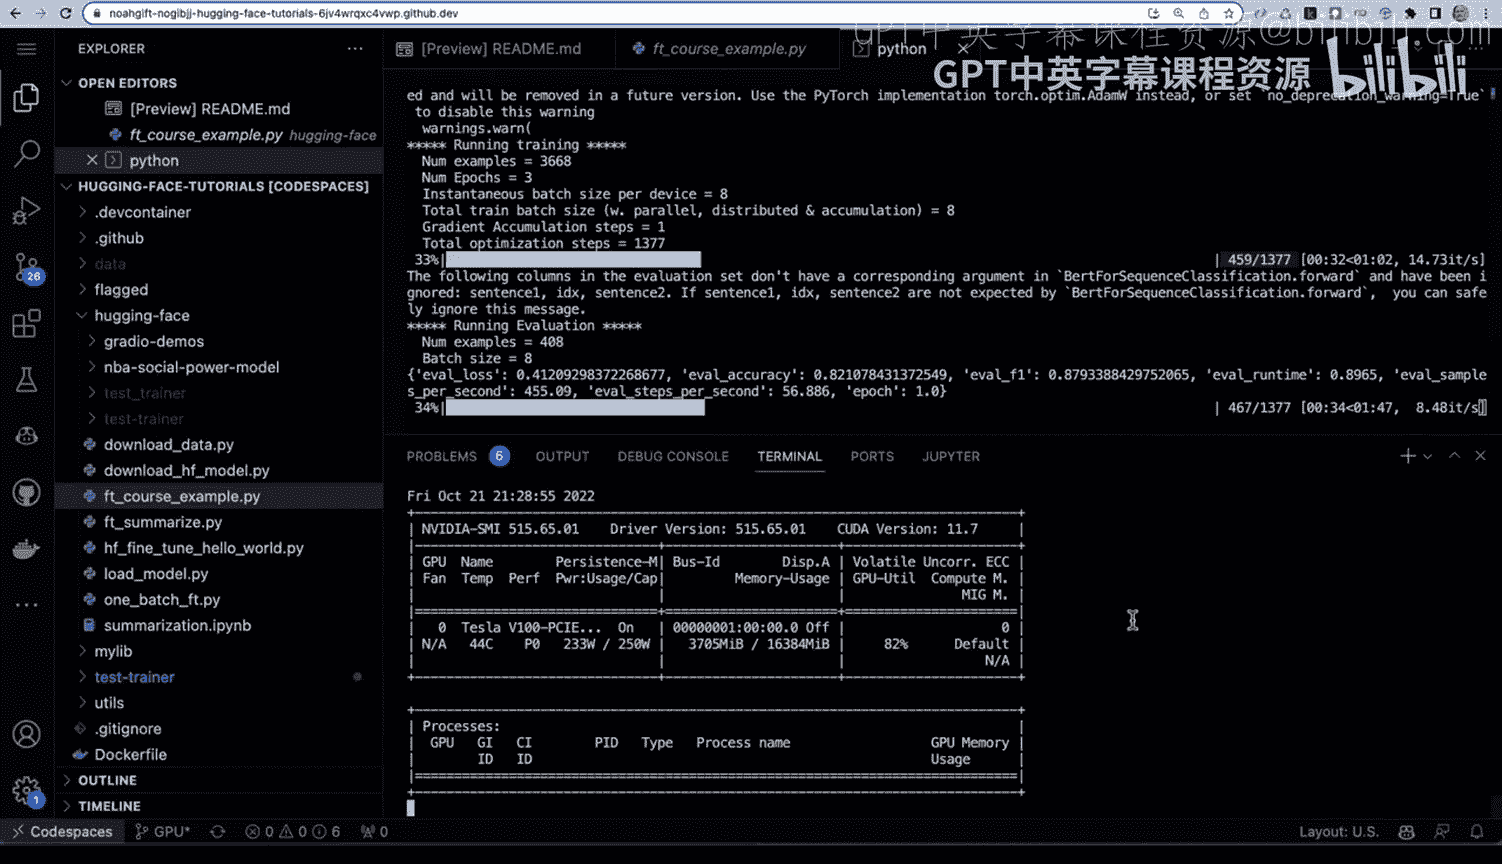 noahgift-nogibjj-hugging-face-tutorials-6jv4wrqxc4vwp.github.dev
GPT中英字幕课程资源@bilibili.com
GPT中英字幕课程资源 bilibili
EXPLORER
[Preview] README.md
ft_course_example.py
python
OPEN EDITORS
[Preview] README.md
ft_course_example.py hugging-face
python
HUGGING-FACE-TUTORIALS [CODESPACES]
.devcontainer
.github
data
flagged
hugging-face
gradio-demos
nba-social-power-model
test_trainer
test-trainer
download_data.py
download_hf_model.py
ft_course_example.py
ft_summarize.py
hf_fine_tune_hello_world.py
load_model.py
one_batch_ft.py
summarization.ipynb
mylib
test-trainer
utils
.gitignore
Dockerfile
OUTLINE
TIMELINE
26
1
ed and will be removed in a future version. Use the PyTorch implementation torch.optim.AdamW instead, or set `no_deprecation_warning=True`
to disable this warning
warnings.warn(
***** Running training *****
Num examples = 3668
Num Epochs = 3
Instantaneous batch size per device = 8
Total train batch size (w. parallel, distributed & accumulation) = 8
Gradient Accumulation steps = 1
Total optimization steps = 1377
33%| | 459/1377 [00:32<01:02, 14.73it/s]
The following columns in the evaluation set don't have a corresponding argument in `BertForSequenceClassification.forward` and have been i
gnored: sentence1, idx, sentence2. If sentence1, idx, sentence2 are not expected by `BertForSequenceClassification.forward`,  you can safe
ly ignore this message.
***** Running Evaluation *****
Num examples = 408
Batch size = 8
{'eval_loss': 0.41209298372268677, 'eval_accuracy': 0.821078431372549, 'eval_f1': 0.8793388429752065, 'eval_runtime': 0.8965, 'eval_sample
s_per_second': 455.09, 'eval_steps_per_second': 56.886, 'epoch': 1.0}
34%| | 467/1377 [00:34<01:47,  8.48it/s]
PROBLEMS 6 OUTPUT DEBUG CONSOLE TERMINAL PORTS JUPYTER
Fri Oct 21 21:28:55 2022
| NVIDIA-SMI 515.65.01    Driver Version: 515.65.01    CUDA Version: 11.7     |
| GPU  Name        Persistence-M| Bus-Id        Disp.A | Volatile Uncorr. ECC |
| Fan  Temp  Perf  Pwr:Usage/Cap|         Memory-Usage | GPU-Util  Compute M. |
|                               |                      |               MIG M. |
|   0  Tesla V100-PCIE...  On   | 00000001:00:00.0 Off |                    0 |
| N/A   44C    P0   233W / 250W |   3705MiB / 16384MiB |     82%      Default |
|                               |                      |                  N/A |
| Processes:                                                                  |
|  GPU   GI   CI        PID   Type   Process name                  GPU Memory |
|        ID   ID                                                   Usage      |
Codespaces GPU* 0 0 6 0 Layout: U.S.